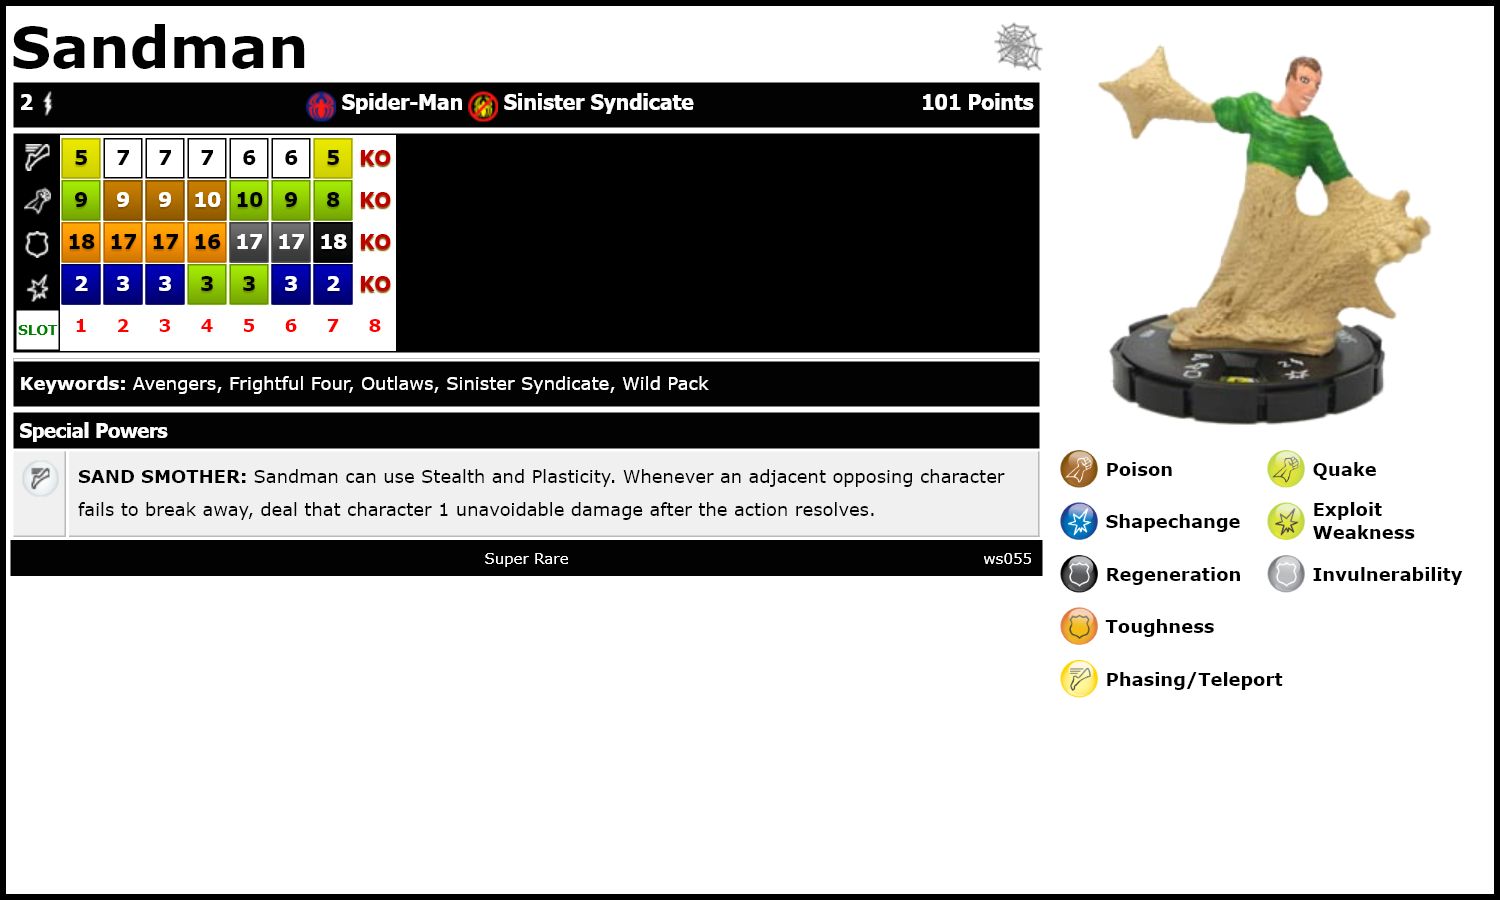 Sandman
2 Spider-Man Sinister Syndicate 101 Points
5 7 7 7 6 6 5 KO
9 9 9 10 10 9 8 KO
18 17 17 16 17 17 18 KO
2 3 3 3 3 3 2 KO
SLOT 1 2 3 4 5 6 7 8
Keywords: Avengers, Frightful Four, Outlaws, Sinister Syndicate, Wild Pack
Special Powers
SAND SMOTHER: Sandman can use Stealth and Plasticity. Whenever an adjacent opposing character
fails to break away, deal that character 1 unavoidable damage after the action resolves.
Super Rare ws055
2
Poison Quake
Shapechange Exploit
Weakness
Regeneration Invulnerability
Toughness
Phasing/Teleport